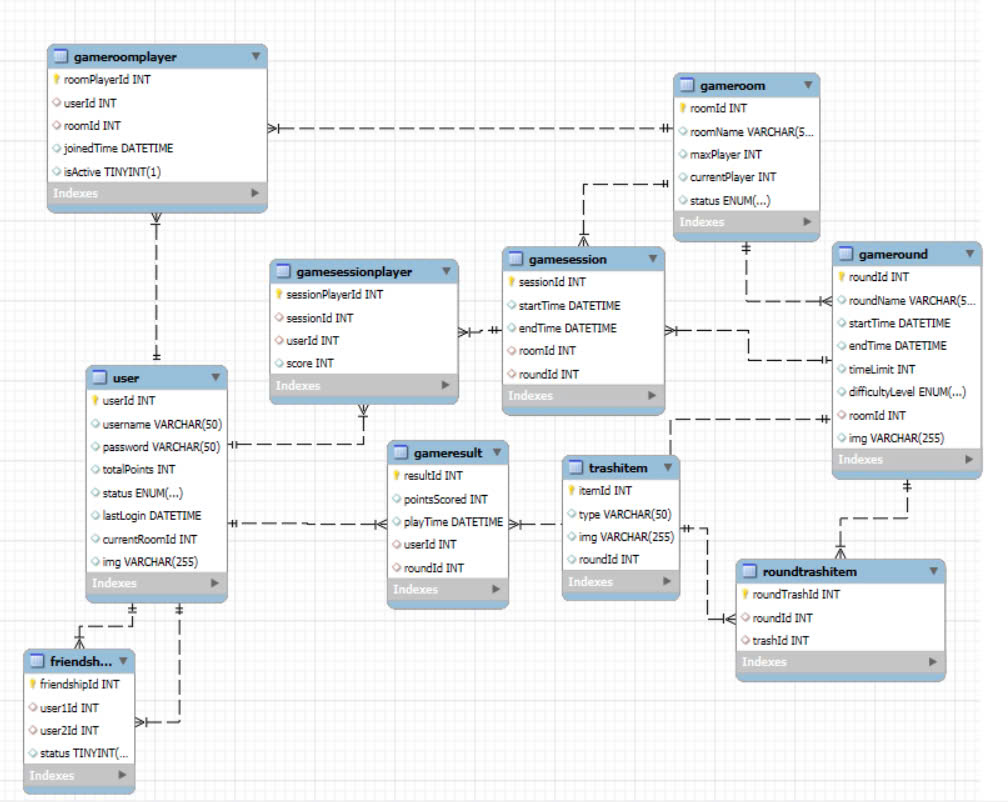 gameroomplayer
roomPlayerId INT
userId INT
roomId INT
joinedTime DATETIME
isActive TINYINT(1)
Indexes
gameroom
roomId INT
roomName VARCHAR(5...
maxPlayer INT
currentPlayer INT
status ENUM(...)
Indexes
gamesessionplayer
sessionPlayerId INT
sessionId INT
userId INT
score INT
Indexes
gamesession
sessionId INT
startTime DATETIME
endTime DATETIME
roomId INT
roundId INT
Indexes
gameround
roundId INT
roundName VARCHAR(5...
startTime DATETIME
endTime DATETIME
timeLimit INT
difficultyLevel ENUM(...)
roomId INT
img VARCHAR(255)
Indexes
user
userId INT
username VARCHAR(50)
password VARCHAR(50)
totalPoints INT
status ENUM(...)
lastLogin DATETIME
currentRoomId INT
img VARCHAR(255)
Indexes
gameresult
resultId INT
pointsScored INT
playTime DATETIME
userId INT
roundId INT
Indexes
trashitem
itemId INT
type VARCHAR(50)
img VARCHAR(255)
roundId INT
Indexes
roundtrashitem
roundTrashId INT
roundId INT
trashId INT
Indexes
friendsh...
friendshipId INT
user1Id INT
user2Id INT
status TINYINT(...
Indexes